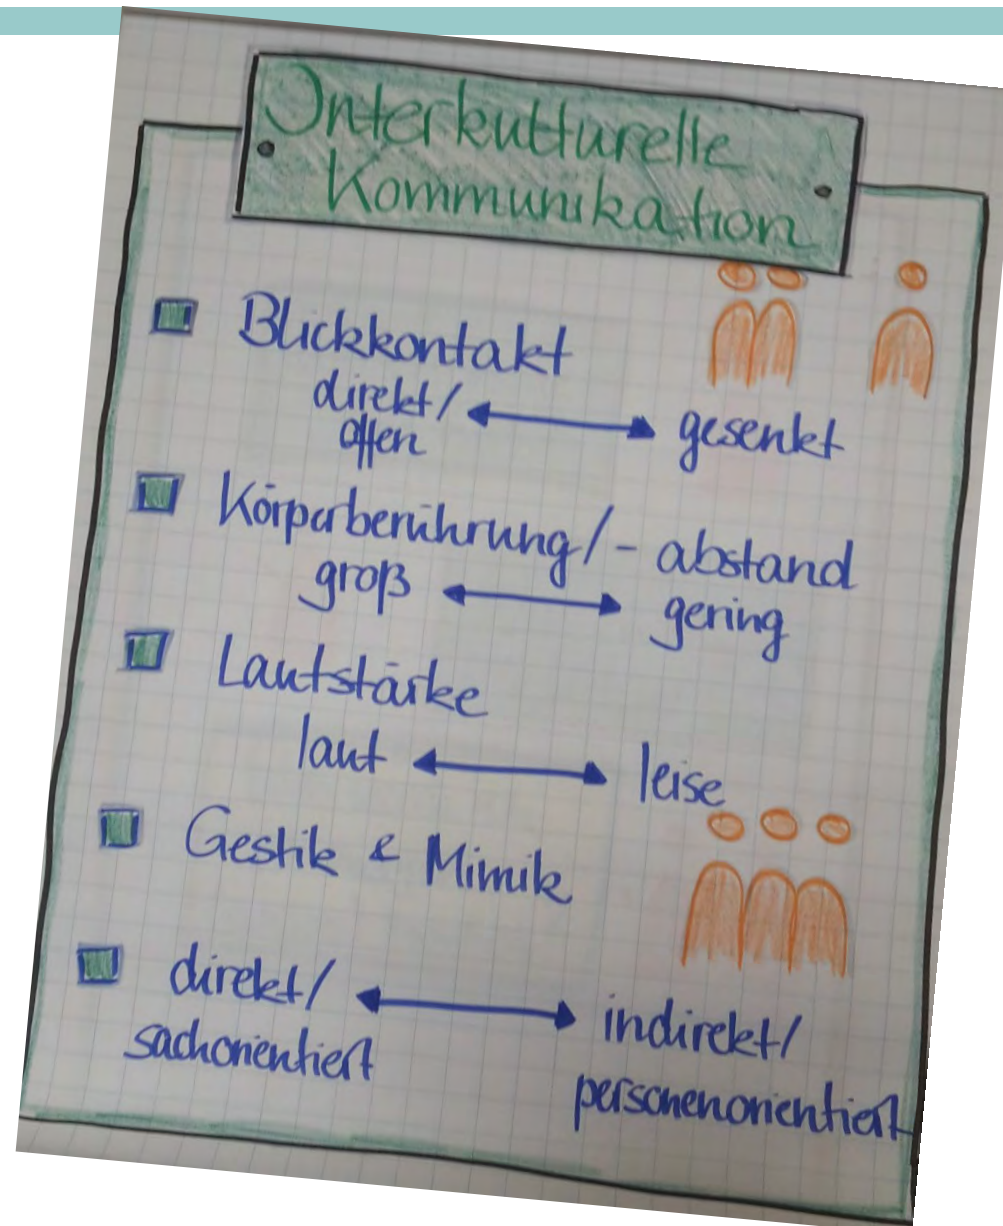 Interkulturelle
Kommunikation
Blickkontakt
direkt/
offen ↔ gesenkt
Körperberührung/-abstand
groß ↔ gering
Lautstärke
laut ↔ leise
Gestik & Mimik
direkt/ ↔ indirekt/
sachorientiert personenorientiert